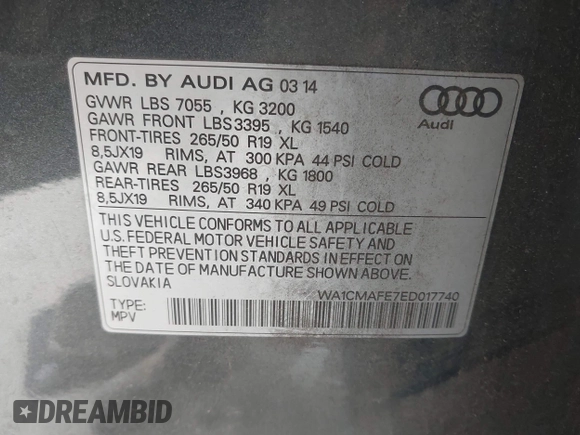 MFD. BY AUDI AG 03 14
GVWR LBS 7055 , KG 3200
GAWR FRONT LBS3395 , KG 1540
FRONT-TIRES 265/50 R19 XL
8,5JX19 RIMS, AT 300 KPA 44 PSI COLD
GAWR REAR LBS3968 , KG 1800
REAR-TIRES 265/50 R19 XL
8,5JX19 RIMS, AT 340 KPA 49 PSI COLD
THIS VEHICLE CONFORMS TO ALL APPLICABLE
U.S. FEDERAL MOTOR VEHICLE SAFETY AND
THEFT PREVENTION STANDARDS IN EFFECT ON
THE DATE OF MANUFACTURE SHOWN ABOVE.
SLOVAKIA
WA1CMAFE7ED017740
TYPE:
MPV
Audi
DREAMBID